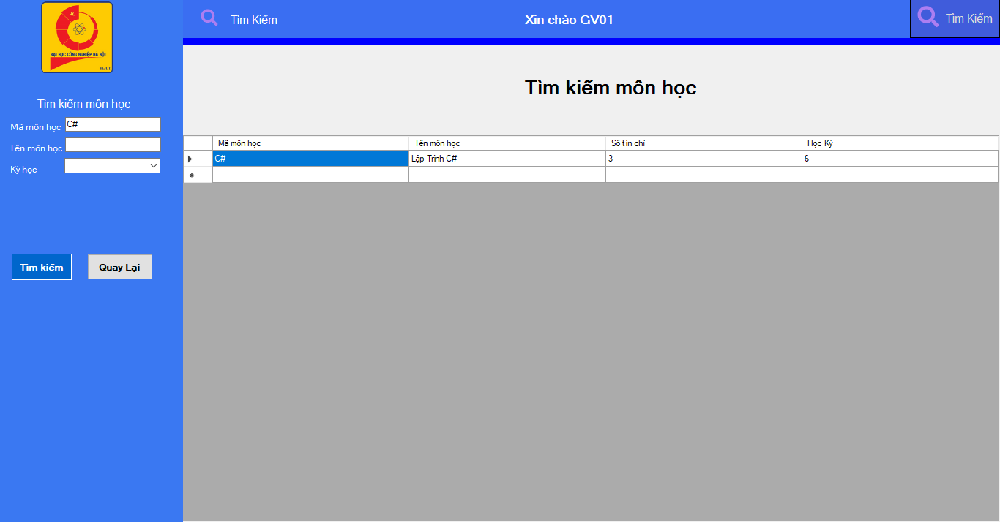 ĐẠI HỌC CÔNG NGHIỆP HÀ NỘI
HaUI
Tìm Kiếm
Xin chào GV01
Tìm Kiếm
Tìm kiếm môn học
Mã môn học C#
Tên môn học
Kỳ học
Tìm kiếm Quay Lại
Tìm kiếm môn học
Mã môn học Tên môn học Số tín chỉ Học Kỳ
C# Lập Trình C# 3 6